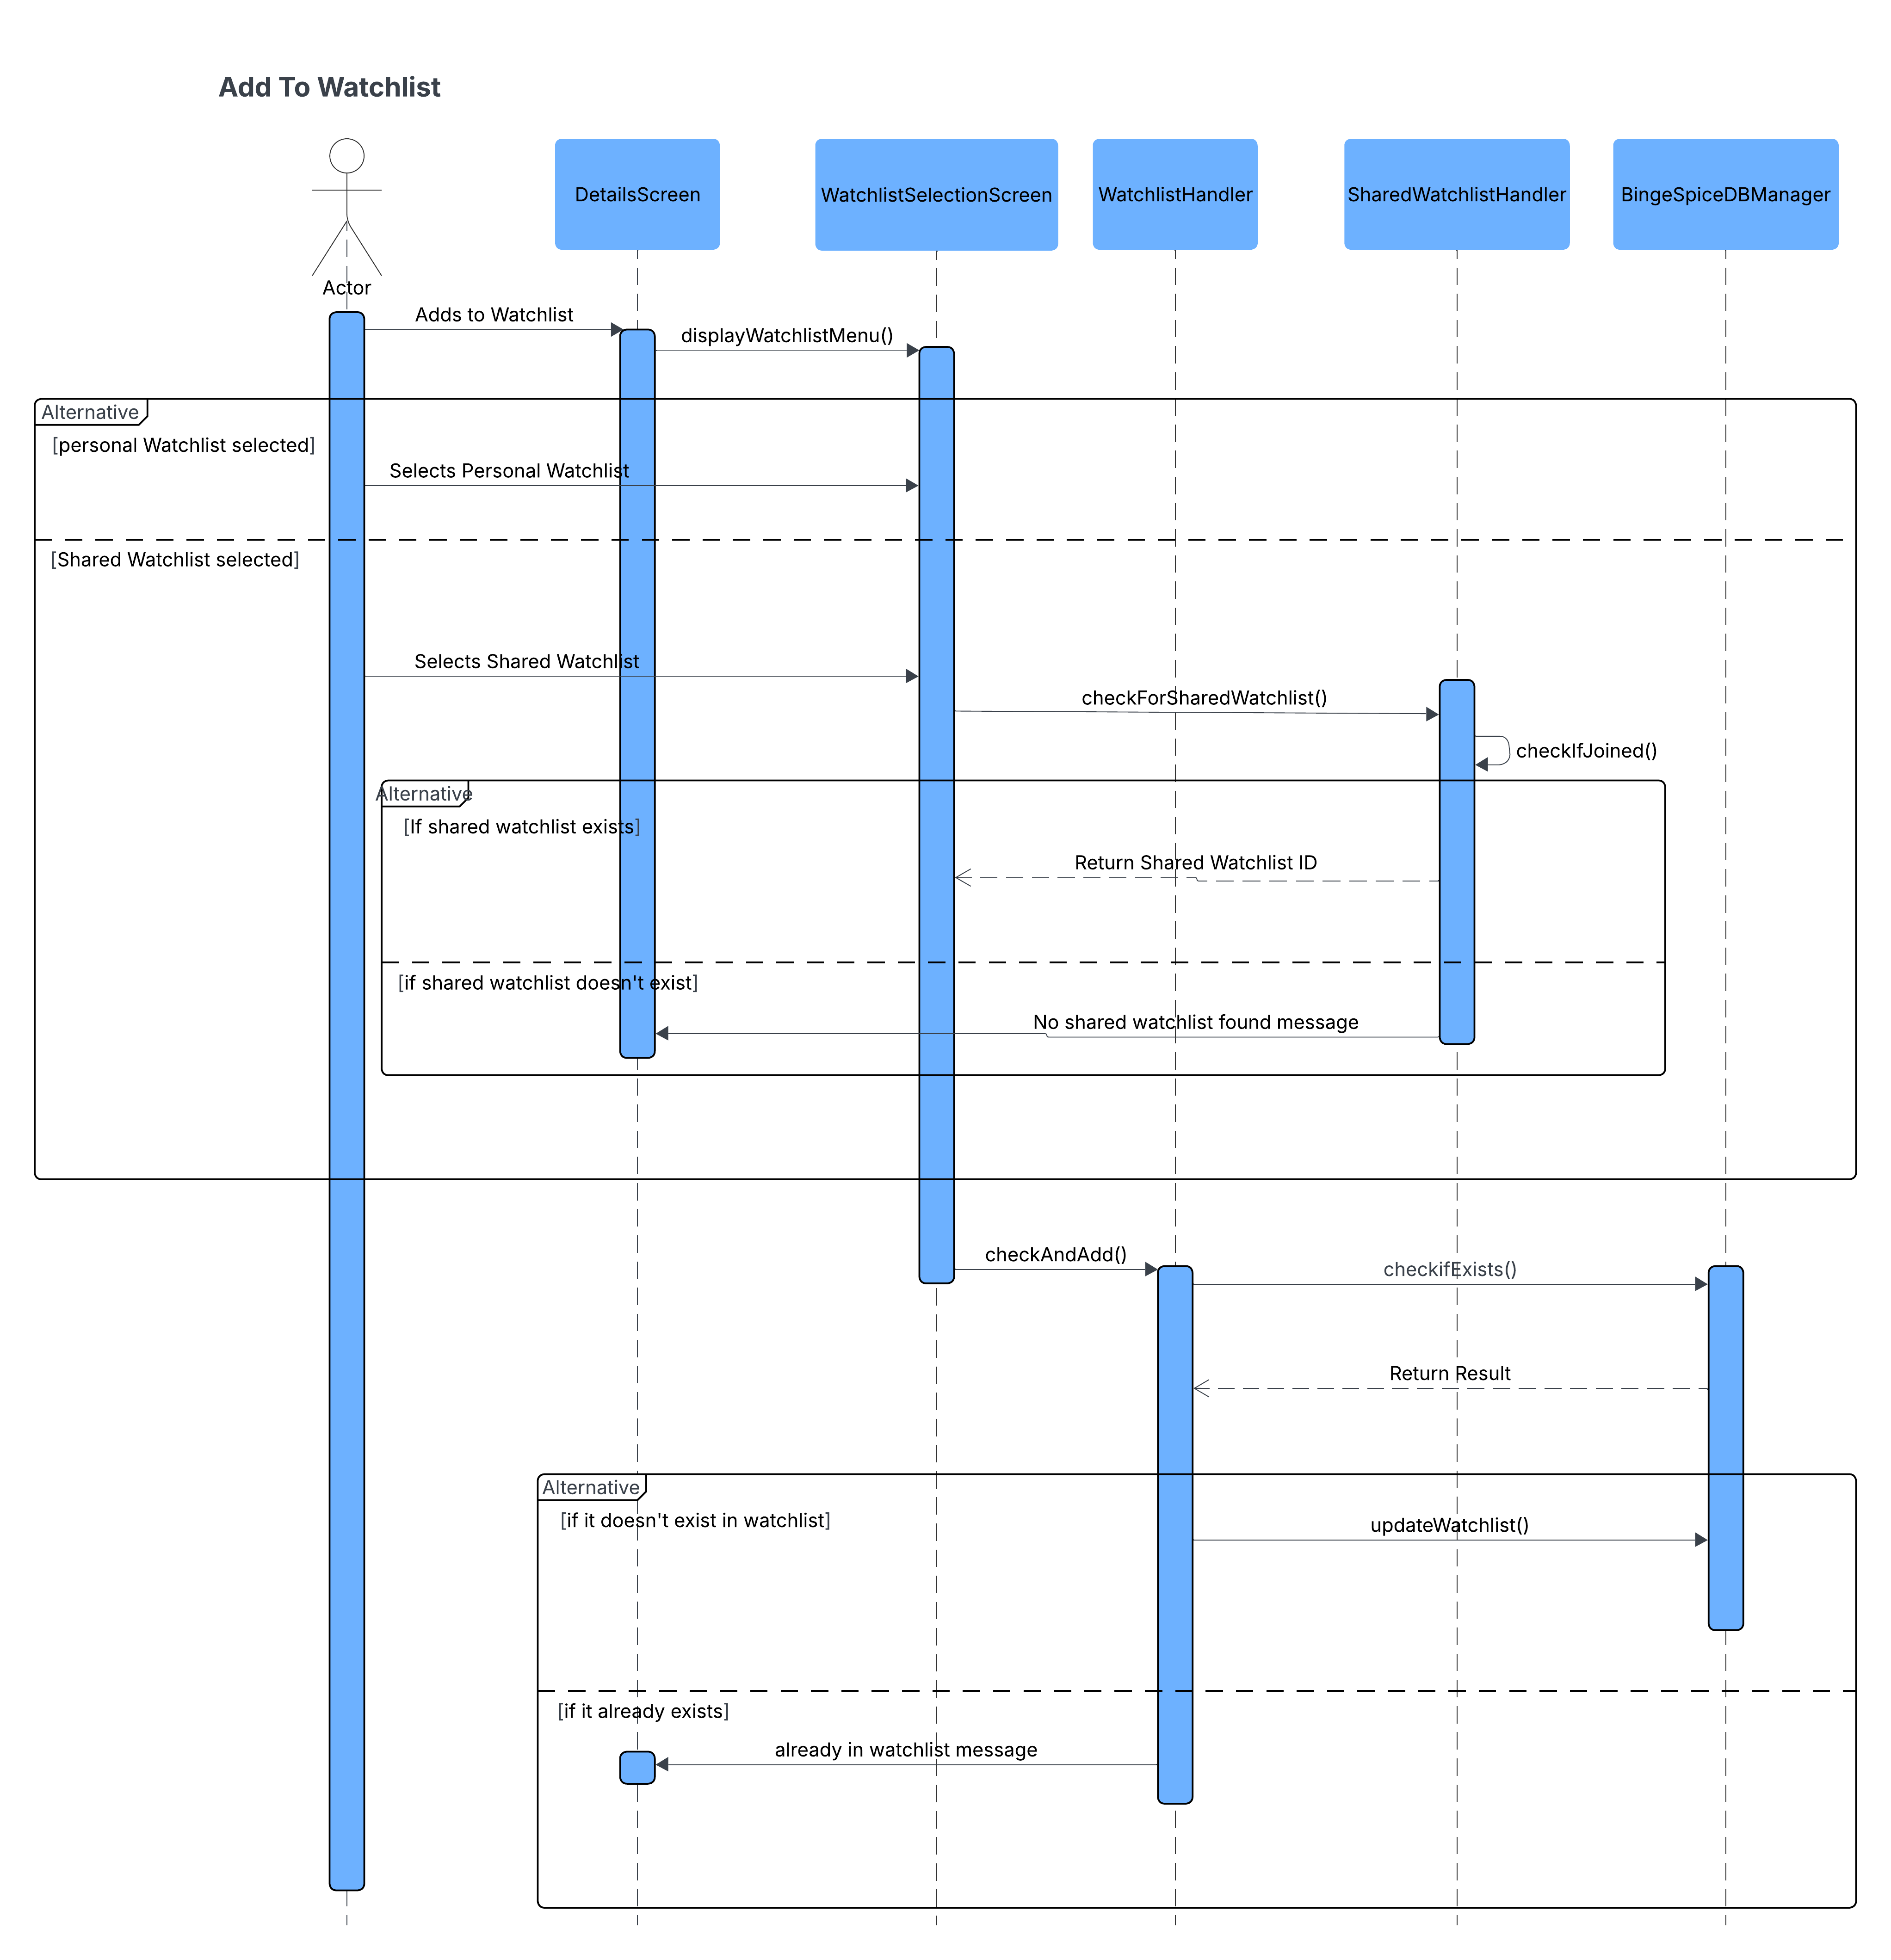 Add To Watchlist
DetailsScreen
WatchlistSelectionScreen
WatchlistHandler
SharedWatchlistHandler
BingeSpiceDBManager
Actor
Adds to Watchlist
displayWatchlistMenu()
Alternative
[personal Watchlist selected]
Selects Personal Watchlist
[Shared Watchlist selected]
Selects Shared Watchlist
checkForSharedWatchlist()
checkIfJoined()
Alternative
[If shared watchlist exists]
Return Shared Watchlist ID
[if shared watchlist doesn't exist]
No shared watchlist found message
checkAndAdd()
checkifExists()
Return Result
Alternative
[if it doesn't exist in watchlist]
updateWatchlist()
[if it already exists]
already in watchlist message